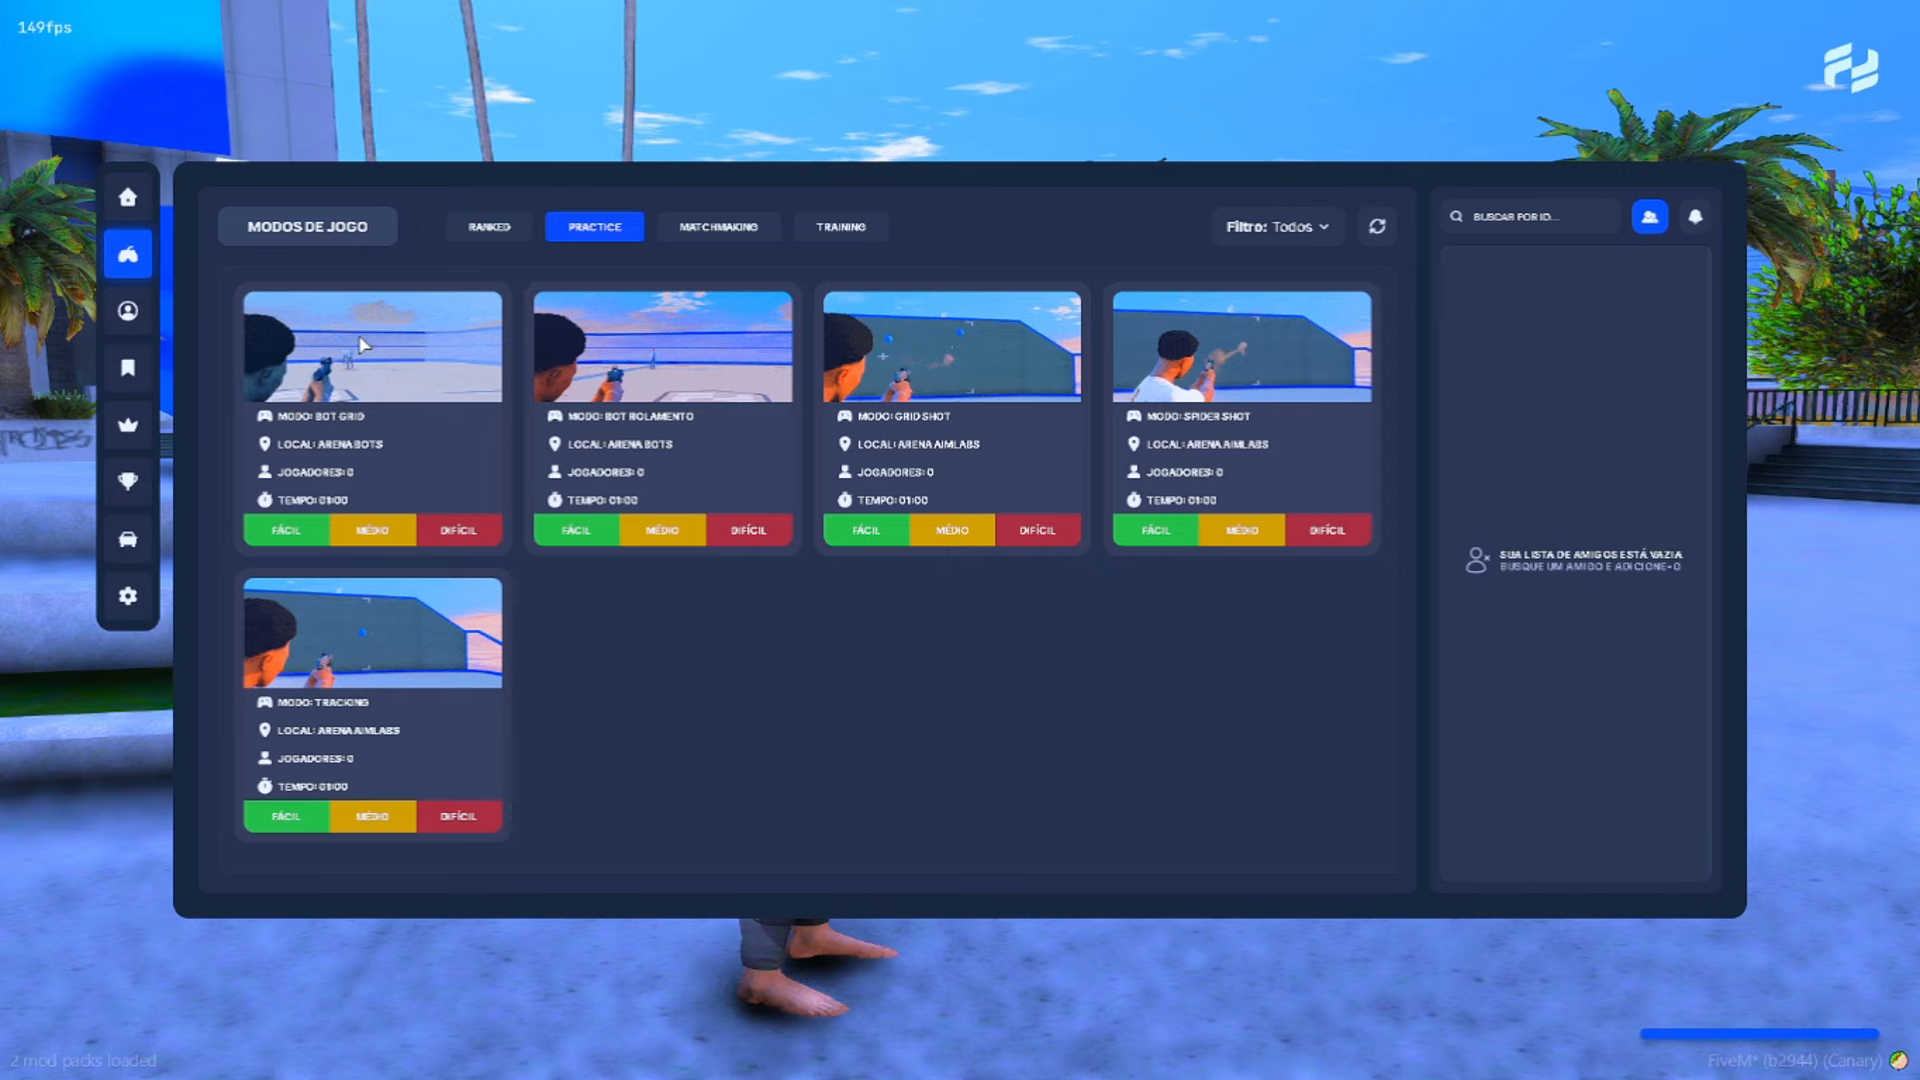 149fps
MODOS DE JOGO
RANKED
PRACTICE
MATCHMAKING
TRAINING
Filtro: Todos
BUSCAR POR ID...
MODO: BOT GRID
LOCAL: ARENA BOTS
JOGADORES: 0
TEMPO: 01:00
FÁCIL
MÉDIO
DIFÍCIL
MODO: BOT ROLAMENTO
LOCAL: ARENA BOTS
JOGADORES: 0
TEMPO: 01:00
FÁCIL
MÉDIO
DIFÍCIL
MODO: GRID SHOT
LOCAL: ARENA AIMLABS
JOGADORES: 0
TEMPO: 01:00
FÁCIL
MÉDIO
DIFÍCIL
MODO: SPIDER SHOT
LOCAL: ARENA AIMLABS
JOGADORES: 0
TEMPO: 01:00
FÁCIL
MÉDIO
DIFÍCIL
MODO: TRACKING
LOCAL: ARENA AIMLABS
JOGADORES: 0
TEMPO: 01:00
FÁCIL
MÉDIO
DIFÍCIL
SUA LISTA DE AMIGOS ESTÁ VAZIA
BUSQUE UM AMIGO E ADICIONE-O
2 mod packs loaded
FiveM* (b2944) (Canary)